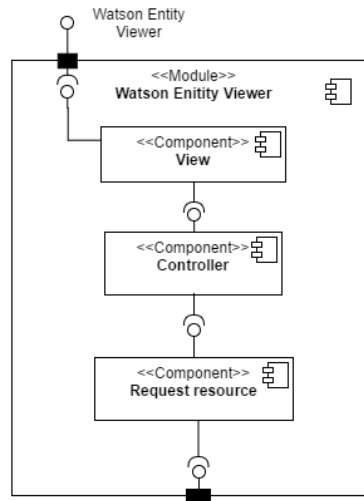 Watson Entity
Viewer
<<Module>>
Watson Enitity Viewer
<<Component>>
View
<<Component>>
Controller
<<Component>>
Request resource